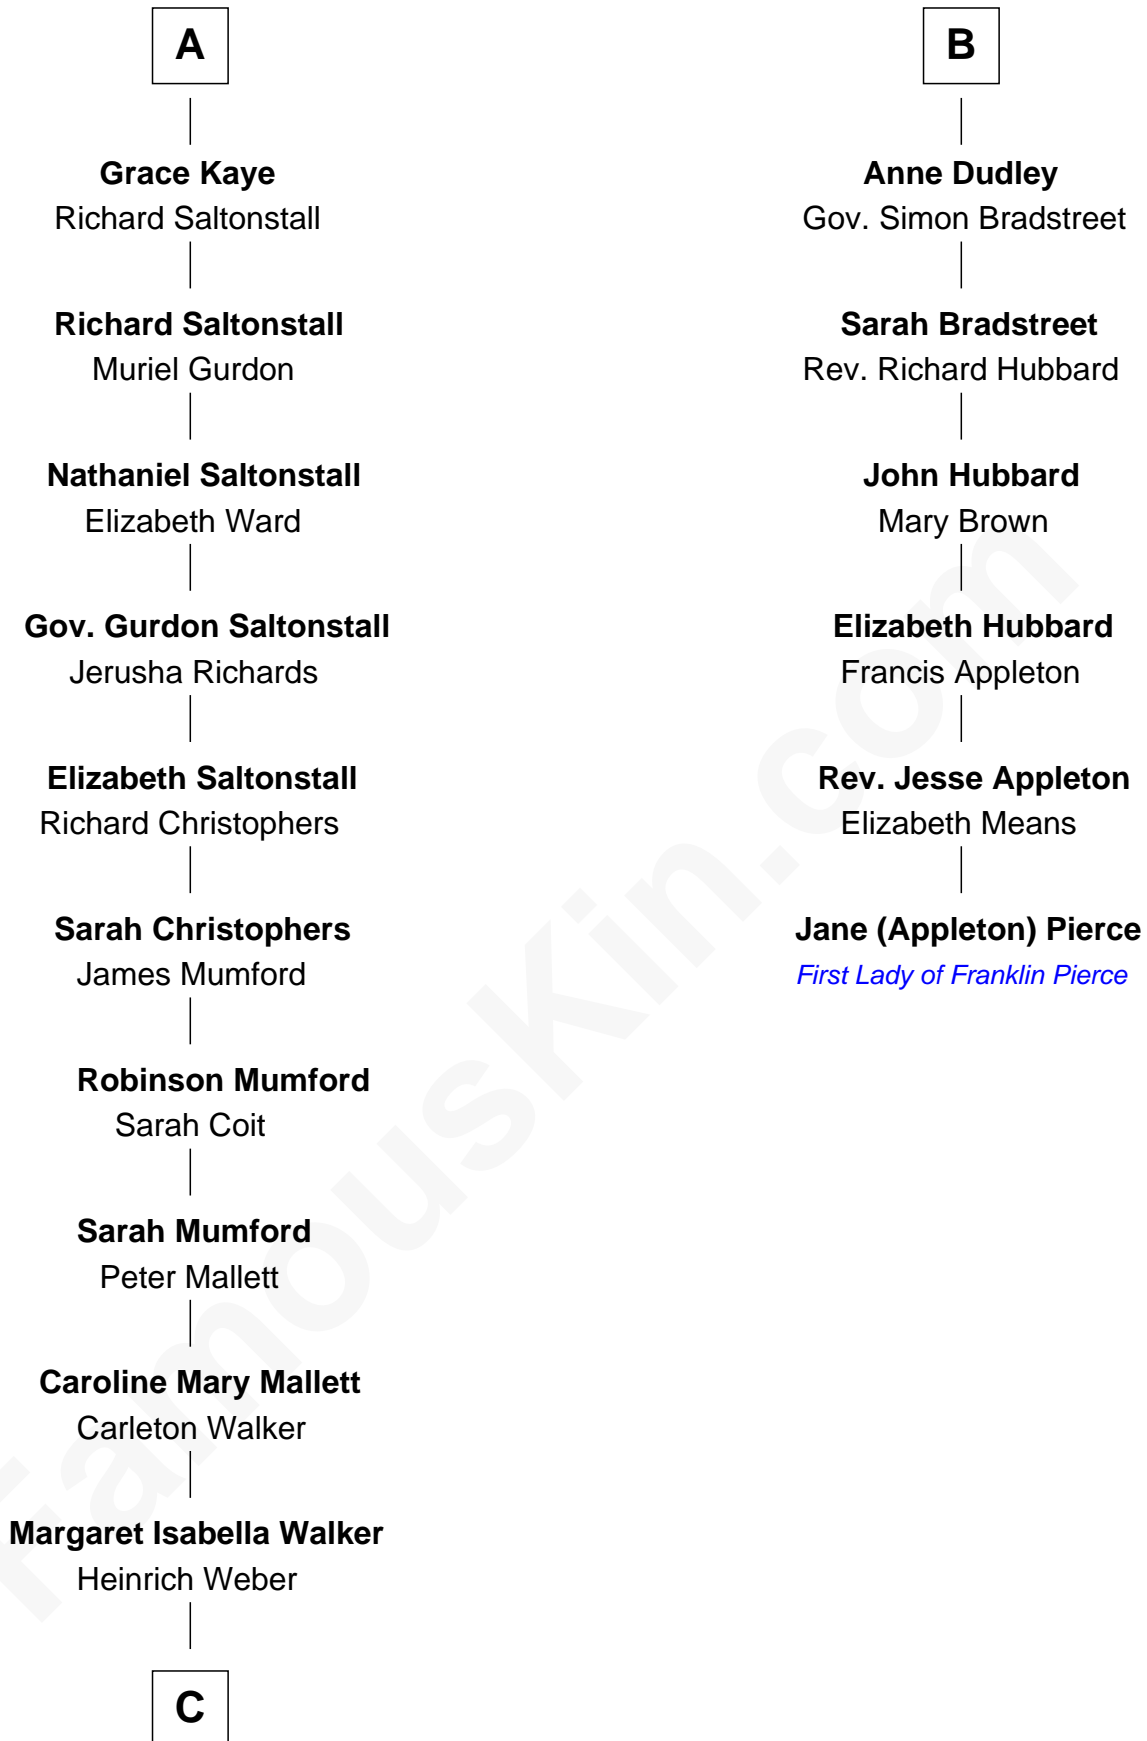 A
Grace Kaye
Richard Saltonstall
Richard Saltonstall
Muriel Gurdon
Nathaniel Saltonstall
Elizabeth Ward
Gov. Gurdon Saltonstall
Jerusha Richards
Elizabeth Saltonstall
Richard Christophers
Sarah Christophers
James Mumford
Robinson Mumford
Sarah Coit
Sarah Mumford
Peter Mallett
Caroline Mary Mallett
Carleton Walker
Margaret Isabella Walker
Heinrich Weber
C
B
Anne Dudley
Gov. Simon Bradstreet
Sarah Bradstreet
Rev. Richard Hubbard
John Hubbard
Mary Brown
Elizabeth Hubbard
Francis Appleton
Rev. Jesse Appleton
Elizabeth Means
Jane (Appleton) Pierce
First Lady of Franklin Pierce
FamousKin.com